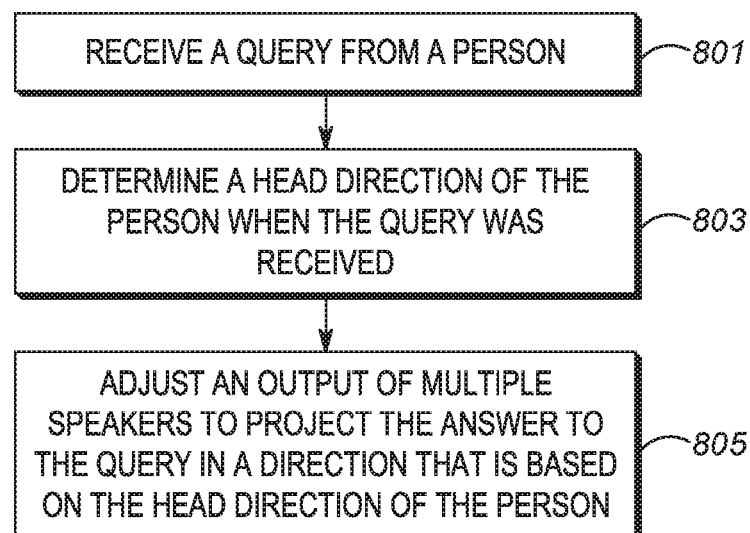 RECEIVE A QUERY FROM A PERSON
801
DETERMINE A HEAD DIRECTION OF THE
PERSON WHEN THE QUERY WAS
RECEIVED
803
ADJUST AN OUTPUT OF MULTIPLE
SPEAKERS TO PROJECT THE ANSWER TO
THE QUERY IN A DIRECTION THAT IS BASED
ON THE HEAD DIRECTION OF THE PERSON
805